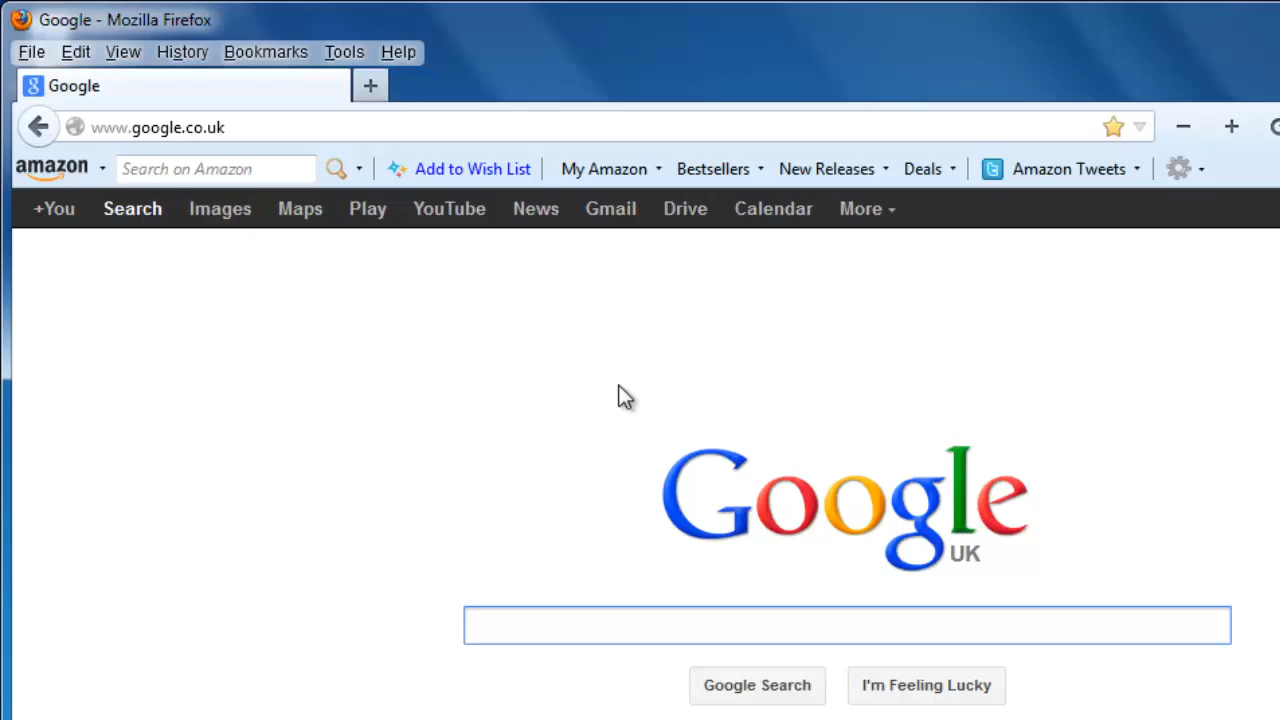 Google - Mozilla Firefox
File Edit View History Bookmarks Tools Help
Google
www.google.co.uk
amazon Search on Amazon Add to Wish List My Amazon Bestsellers New Releases Deals Amazon Tweets
+You Search Images Maps Play YouTube News Gmail Drive Calendar More
Google
UK
Google Search I'm Feeling Lucky